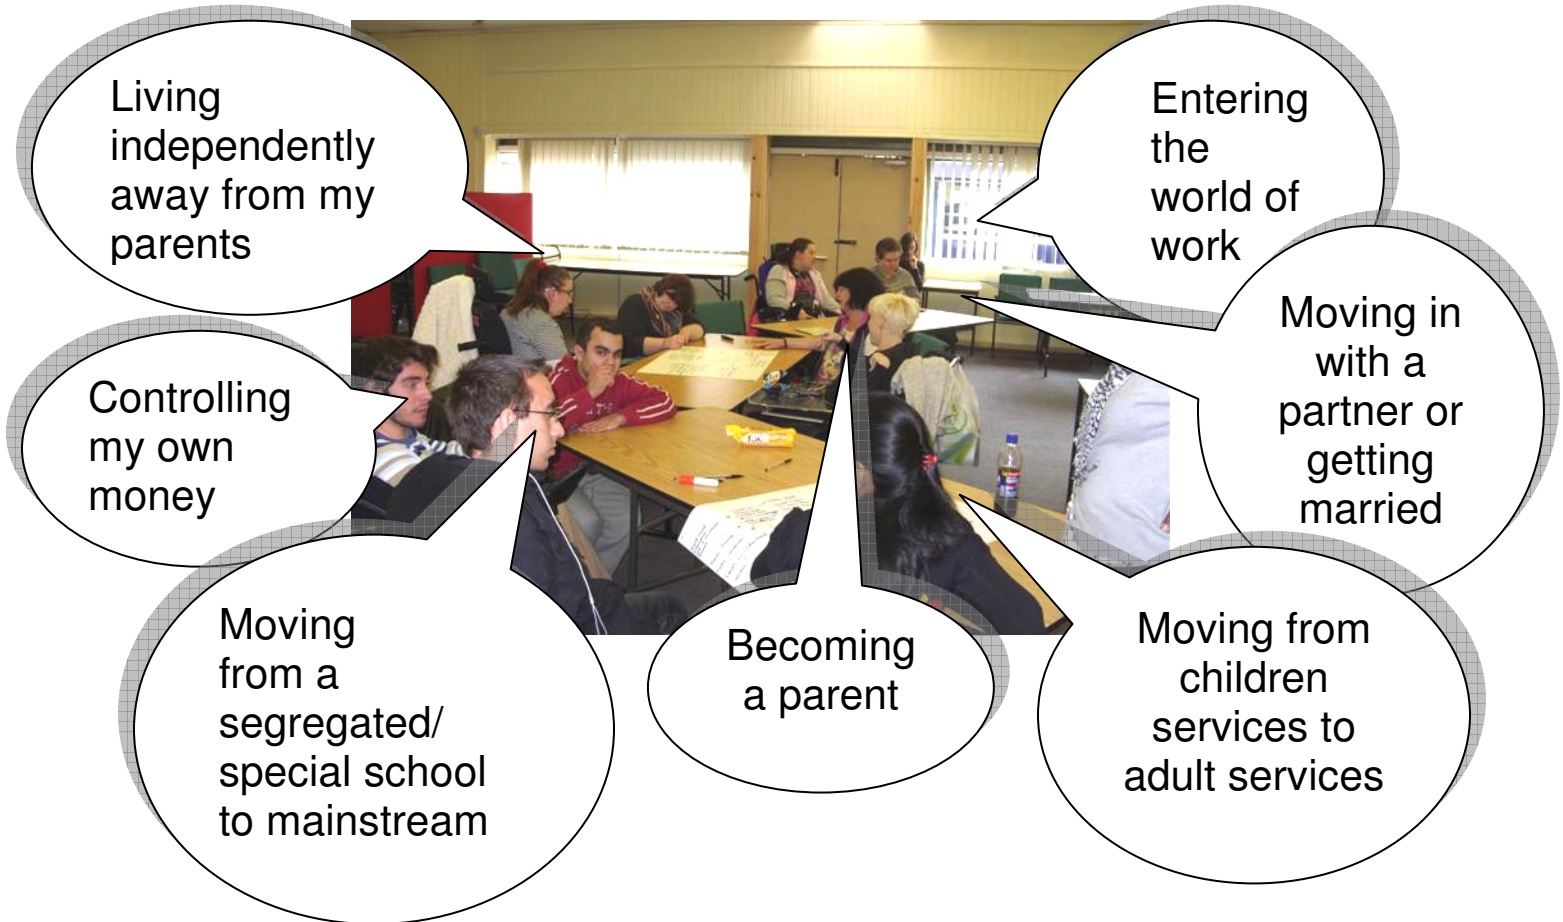 Living
independently
away from my
parents
Entering
the
world of
work
Controlling
my own
money
Moving in
with a
partner or
getting
married
Moving
from a
segregated/
special school
to mainstream
Becoming
a parent
Moving from
children
services to
adult services